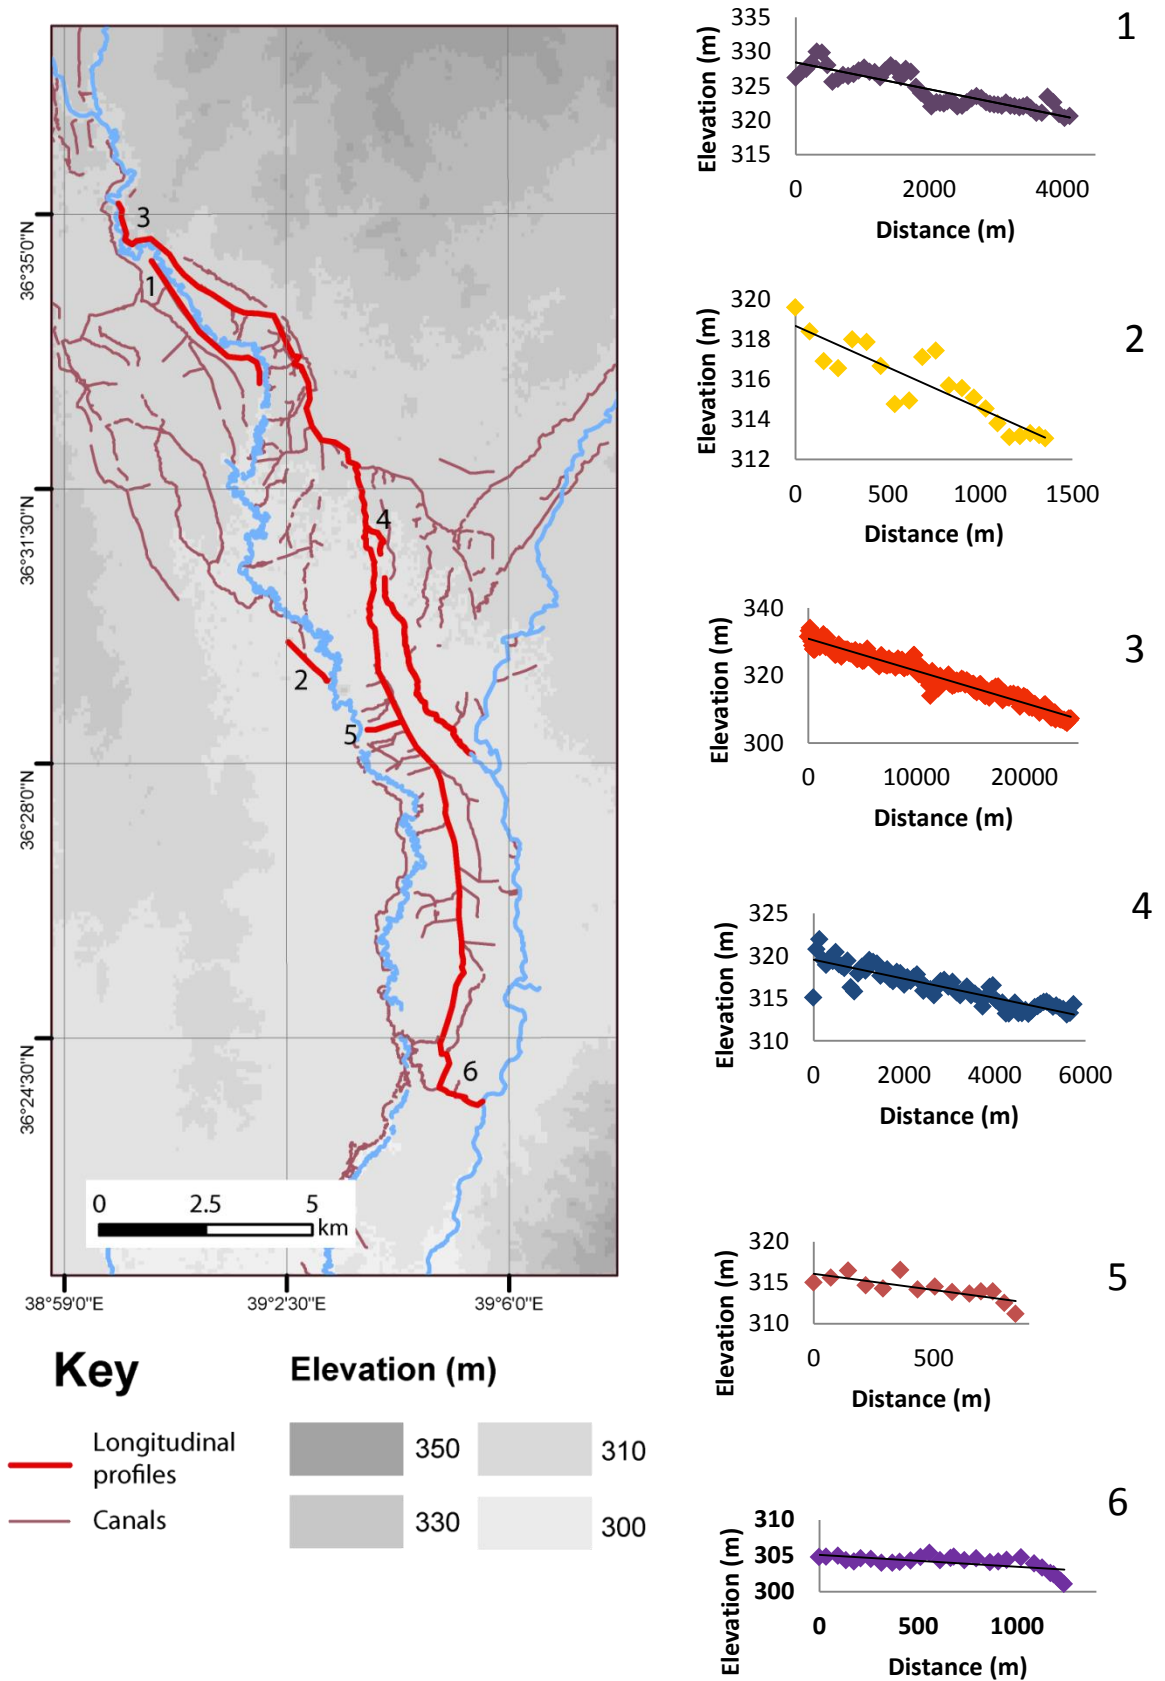 3
1
4
2
5
6
36°35'0"N
36°31'30"N
36°28'0"N
36°24'30"N
0 2.5 5
km
38°59'0"E 39°2'30"E 39°6'0"E
Key
Longitudinal
profiles
Canals
Elevation (m)
350 310
330 300
1
Elevation (m)
335
330
325
320
315
0 2000 4000
Distance (m)
2
Elevation (m)
320
318
316
314
312
0 500 1000 1500
Distance (m)
3
Elevation (m)
340
320
300
0 10000 20000
Distance (m)
4
Elevation (m)
325
320
315
310
0 2000 4000 6000
Distance (m)
5
Elevation (m)
320
315
310
0 500
Distance (m)
6
Elevation (m)
310
305
300
0 500 1000
Distance (m)